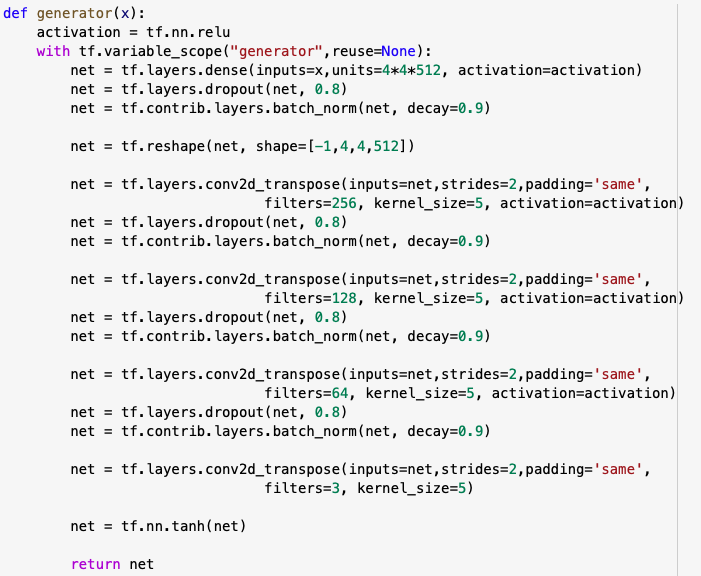 def generator(x):
    activation = tf.nn.relu
    with tf.variable_scope("generator",reuse=None):
        net = tf.layers.dense(inputs=x,units=4*4*512, activation=activation)
        net = tf.layers.dropout(net, 0.8)
        net = tf.contrib.layers.batch_norm(net, decay=0.9)

        net = tf.reshape(net, shape=[-1,4,4,512])

        net = tf.layers.conv2d_transpose(inputs=net,strides=2,padding='same',
                               filters=256, kernel_size=5, activation=activation)
        net = tf.layers.dropout(net, 0.8)
        net = tf.contrib.layers.batch_norm(net, decay=0.9)

        net = tf.layers.conv2d_transpose(inputs=net,strides=2,padding='same',
                               filters=128, kernel_size=5, activation=activation)
        net = tf.layers.dropout(net, 0.8)
        net = tf.contrib.layers.batch_norm(net, decay=0.9)

        net = tf.layers.conv2d_transpose(inputs=net,strides=2,padding='same',
                               filters=64, kernel_size=5, activation=activation)
        net = tf.layers.dropout(net, 0.8)
        net = tf.contrib.layers.batch_norm(net, decay=0.9)

        net = tf.layers.conv2d_transpose(inputs=net,strides=2,padding='same',
                               filters=3, kernel_size=5)

        net = tf.nn.tanh(net)

        return net